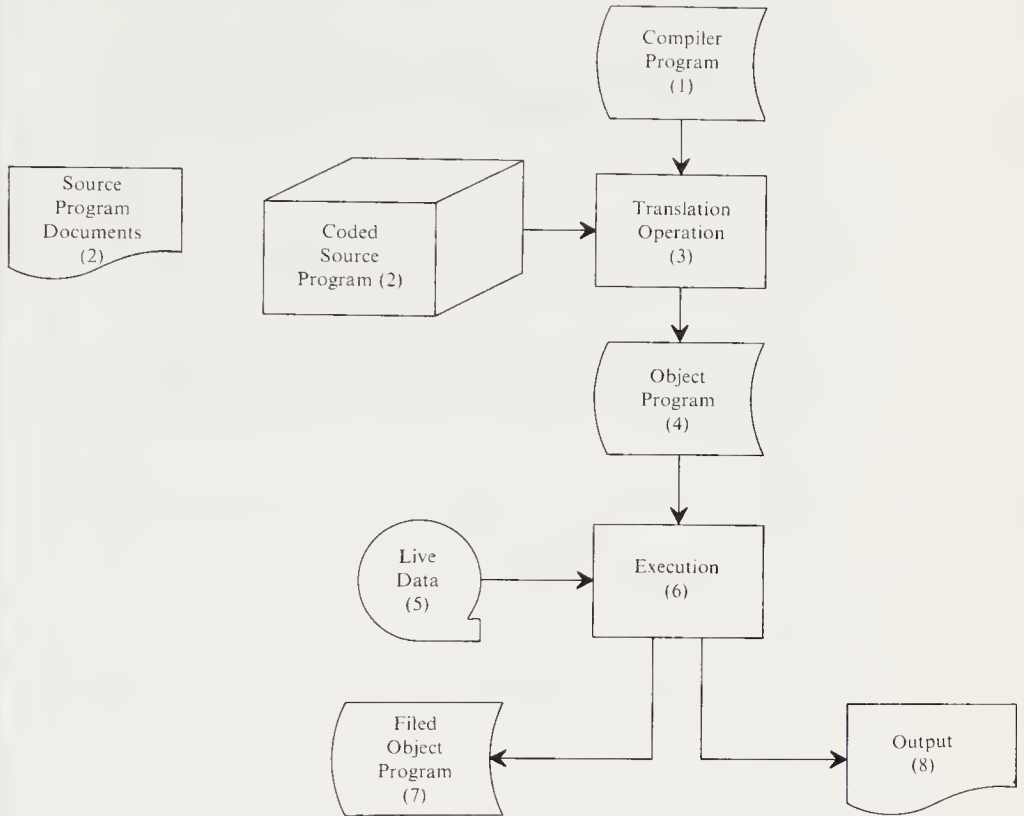 Compiler
Program
(1)
Source
Program
Documents
(2)
Coded
Source
Program (2)
Translation
Operation
(3)
Object
Program
(4)
Live
Data
(5)
Execution
(6)
Filed
Object
Program
(7)
Output
(8)